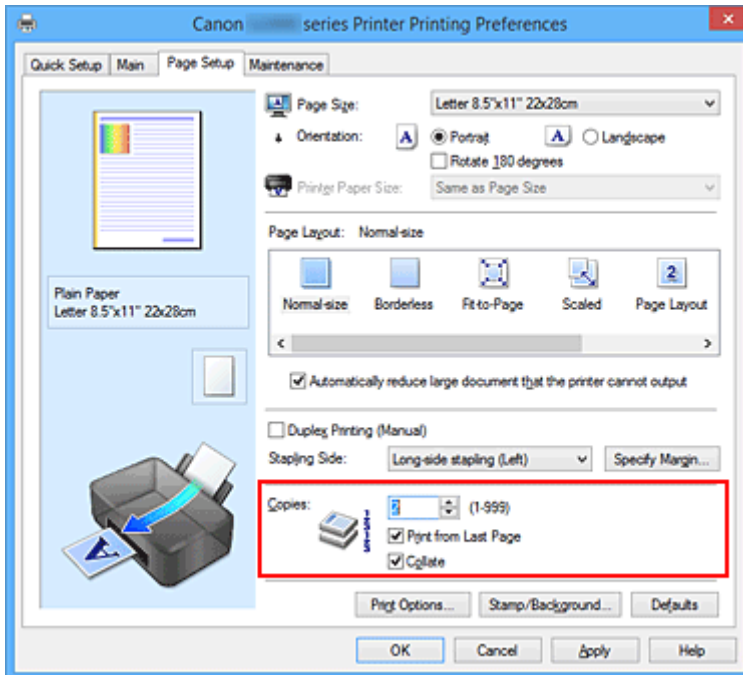 Canon series Printer Printing Preferences
Quick Setup Main Page Setup Maintenance
Page Size: Letter 8.5"x11" 22x28cm
Orientation: A Portrait A Landscape
Rotate 180 degrees
Printer Paper Size: Same as Page Size
Page Layout: Normal-size
2
Normal-size Borderless Fit-to-Page Scaled Page Layout
Plain Paper
Letter 8.5"x11" 22x28cm
Automatically reduce large document that the printer cannot output
Duplex Printing (Manual)
Stapling Side: Long-side stapling (Left) Specify Margin...
Copies: 2 (1-999)
Print from Last Page
Collate
A
Print Options... Stamp/Background... Defaults
OK Cancel Apply Help